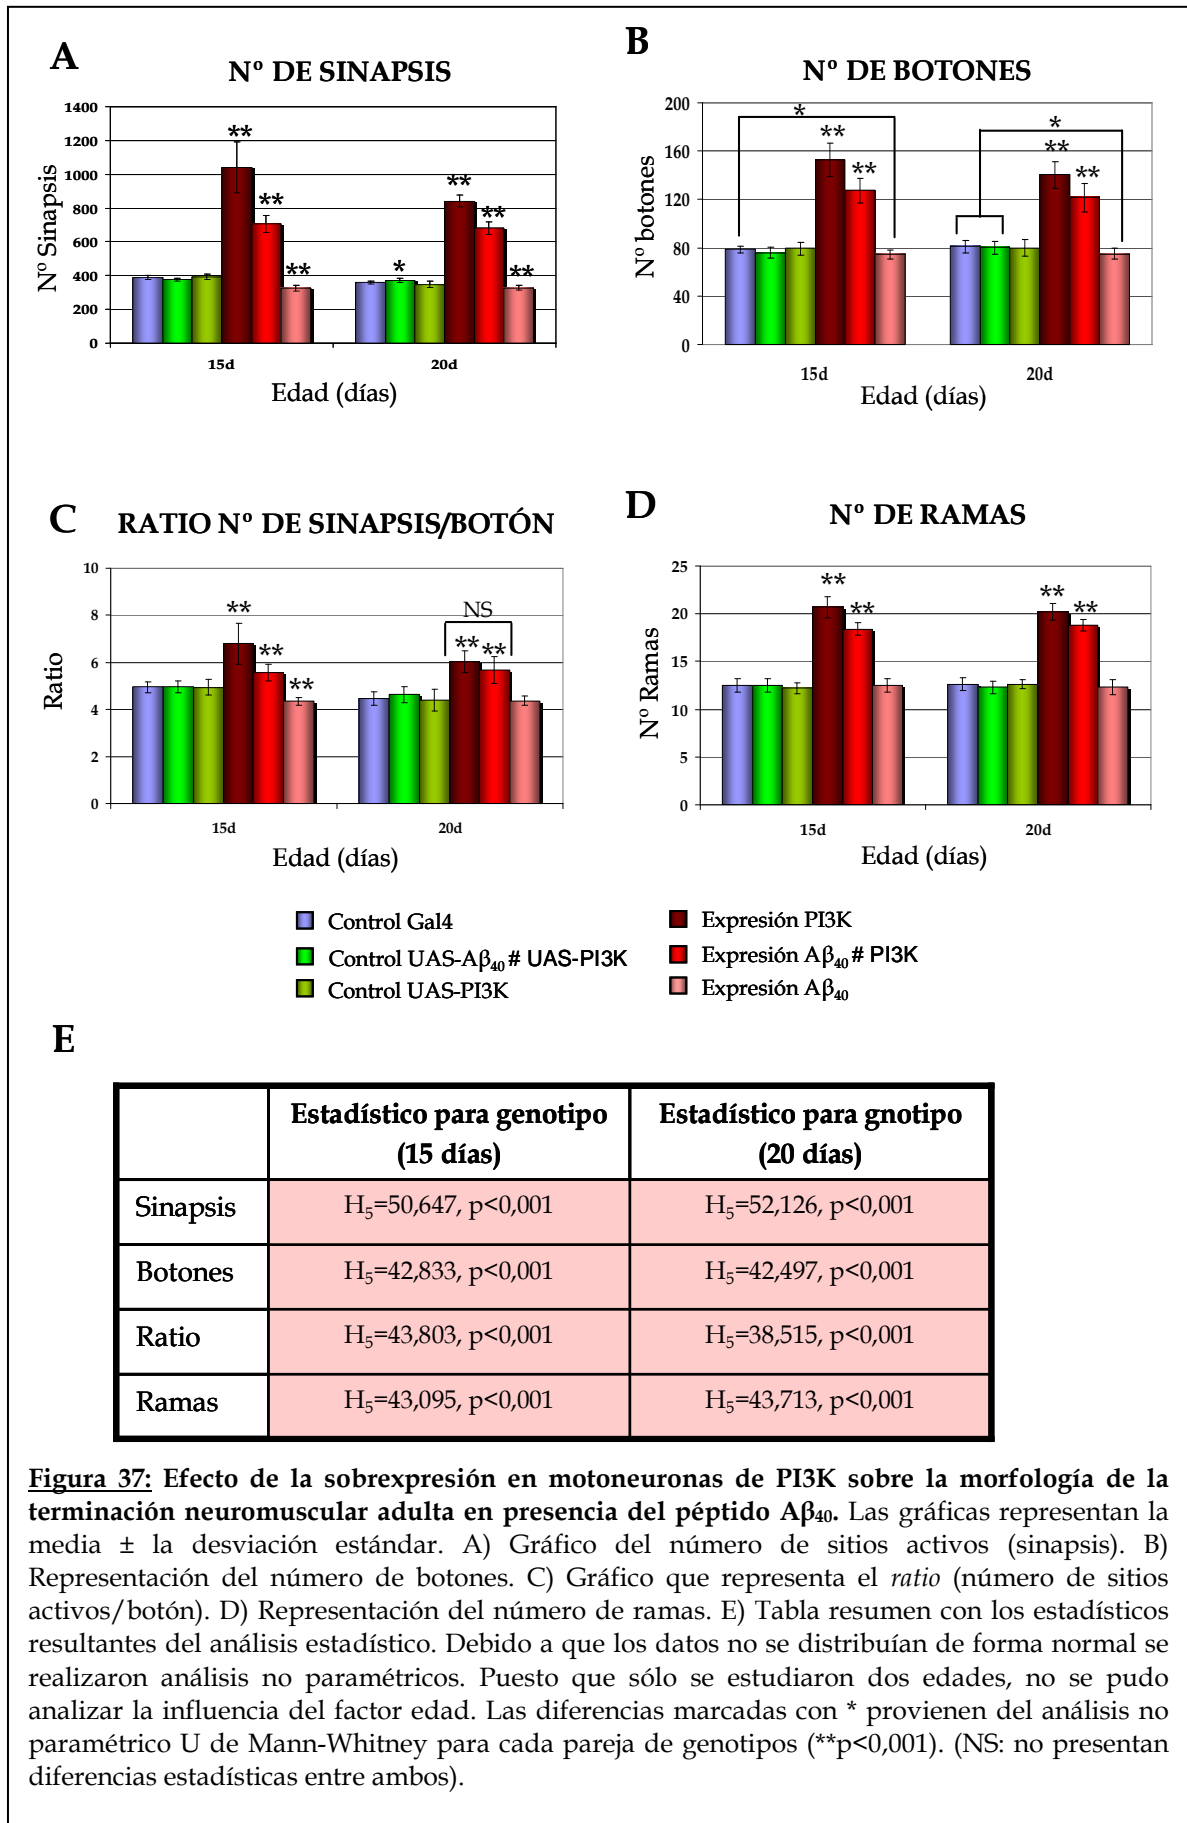 A
Nº DE SINAPSIS
1400
1200
1000
800
600
400
200
0
Nº Sinapsis
**
**
**
*
**
**
**
15d
20d
Edad (días)
B
Nº DE BOTONES
200
160
120
80
40
0
Nº botones
*
**
**
*
**
**
15d
20d
Edad (días)
C
RATIO Nº DE SINAPSIS/BOTÓN
10
8
6
4
2
0
Ratio
**
**
**
NS
**
**
15d
20d
Edad (días)
D
Nº DE RAMAS
25
20
15
10
5
0
Nº Ramas
**
**
**
**
15d
20d
Edad (días)
Control Gal4
Control UAS-Aβ₄₀ # UAS-PI3K
Control UAS-PI3K
Expresión PI3K
Expresión Aβ₄₀ # PI3K
Expresión Aβ₄₀
E
Estadístico para genotipo
(15 días)
Estadístico para gnotipo
(20 días)
Sinapsis H₅=50,647, p<0,001 H₅=52,126, p<0,001
Botones H₅=42,833, p<0,001 H₅=42,497, p<0,001
Ratio H₅=43,803, p<0,001 H₅=38,515, p<0,001
Ramas H₅=43,095, p<0,001 H₅=43,713, p<0,001
Figura 37: Efecto de la sobrexpresión en motoneuronas de PI3K sobre la morfología de la
terminación neuromuscular adulta en presencia del péptido Aβ₄₀. Las gráficas representan la
media ± la desviación estándar. A) Gráfico del número de sitios activos (sinapsis). B)
Representación del número de botones. C) Gráfico que representa el ratio (número de sitios
activos/botón). D) Representación del número de ramas. E) Tabla resumen con los estadísticos
resultantes del análisis estadístico. Debido a que los datos no se distribuían de forma normal se
realizaron análisis no paramétricos. Puesto que sólo se estudiaron dos edades, no se pudo
analizar la influencia del factor edad. Las diferencias marcadas con * provienen del análisis no
paramétrico U de Mann-Whitney para cada pareja de genotipos (**p<0,001). (NS: no presentan
diferencias estadísticas entre ambos).